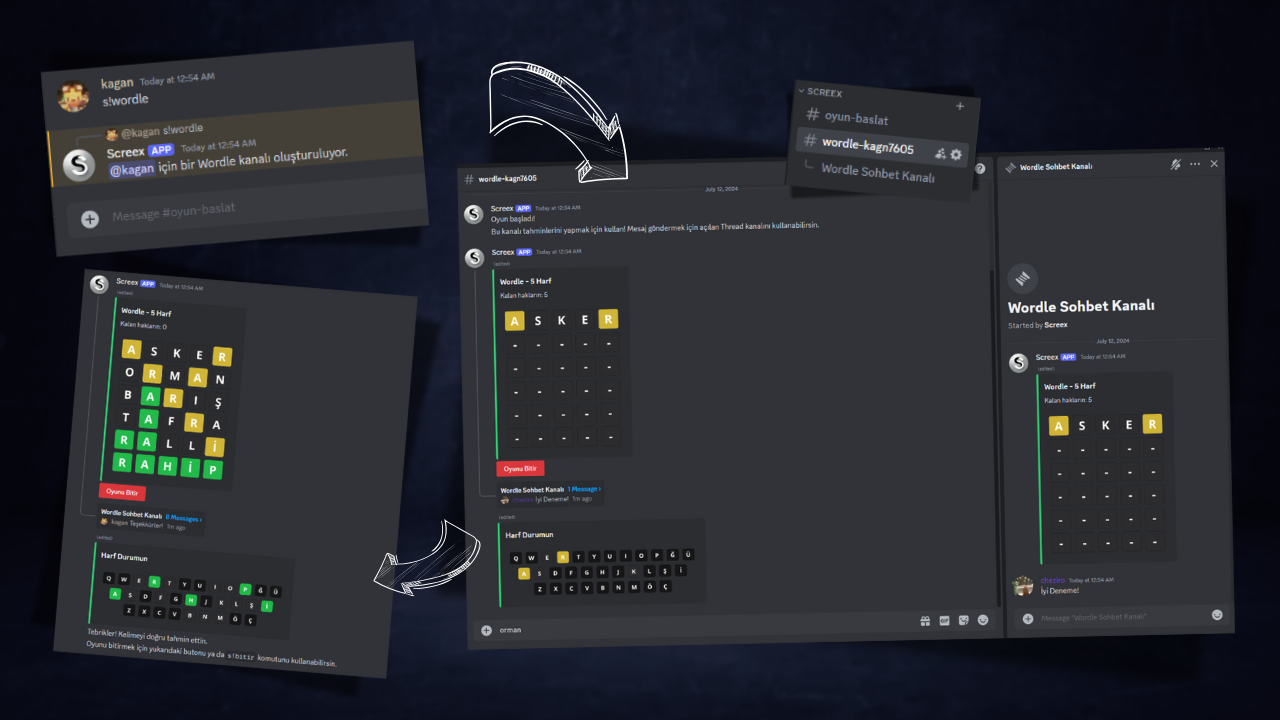 kagan Today at 12:54 AM
s!wordle
@kagan s!wordle
Screex APP Today at 12:54 AM
@kagan için bir Wordle kanalı oluşturuluyor.
Message #oyun-baslat
SCREEX
# oyun-baslat
# wordle-kagn7605
Wordle Sohbet Kanalı
# wordle-kagn7605
July 12, 2024
Screex APP Today at 12:54 AM
Oyun başladı!
Bu kanalı tahminlerini yapmak için kullan! Mesaj göndermek için açılan Thread kanalını kullanabilirsin.
Screex APP Today at 12:54 AM
(edited)
Wordle - 5 Harf
Kalan hakların: 5
A S K E R
- - - - -
- - - - -
- - - - -
- - - - -
- - - - -
Oyunu Bitir
Wordle Sohbet Kanalı 1 Message ›
cheziro İyi Deneme! 1m ago
(edited)
Harf Durumun
Q W E R T Y U I O P Ğ Ü
A S D F G H J K L Ş İ
Z X C V B N M Ö Ç
orman
GIF
Wordle Sohbet Kanalı
Wordle Sohbet Kanalı
Started by Screex
July 12, 2024
Screex APP Today at 12:54 AM
(edited)
Wordle - 5 Harf
Kalan hakların: 5
A S K E R
- - - - -
- - - - -
- - - - -
- - - - -
- - - - -
cheziro Today at 12:54 AM
İyi Deneme!
Message "Wordle Sohbet Kanalı"
Screex APP Today at 12:54 AM
(edited)
Wordle - 5 Harf
Kalan hakların: 0
A S K E R
O R M A N
B A R I Ş
T A F R A
R A L L İ
R A H İ P
Oyunu Bitir
Wordle Sohbet Kanalı 8 Messages ›
kagan Teşekkürler! 1m ago
(edited)
Harf Durumun
Q W E R T Y U I O P Ğ Ü
A S D F G H J K L Ş İ
Z X C V B N M Ö Ç
Tebrikler! Kelimeyi doğru tahmin ettin.
Oyunu bitirmek için yukarıdaki butonu ya da s!bitir komutunu kullanabilirsin.